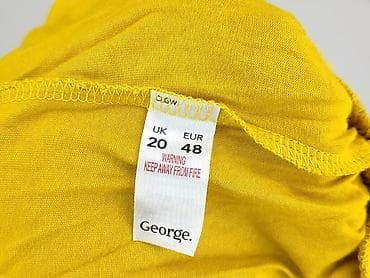 UK EUR
20 48
WARNING
KEEP AWAY FROM FIRE
George.